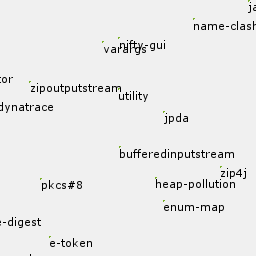 ja
name-clash
nifty-gui
varargs
tor
zipoutputstream
utility
dynatrace
jpda
bufferedinputstream
zip4j
pkcs#8
heap-pollution
enum-map
e-digest
e-token